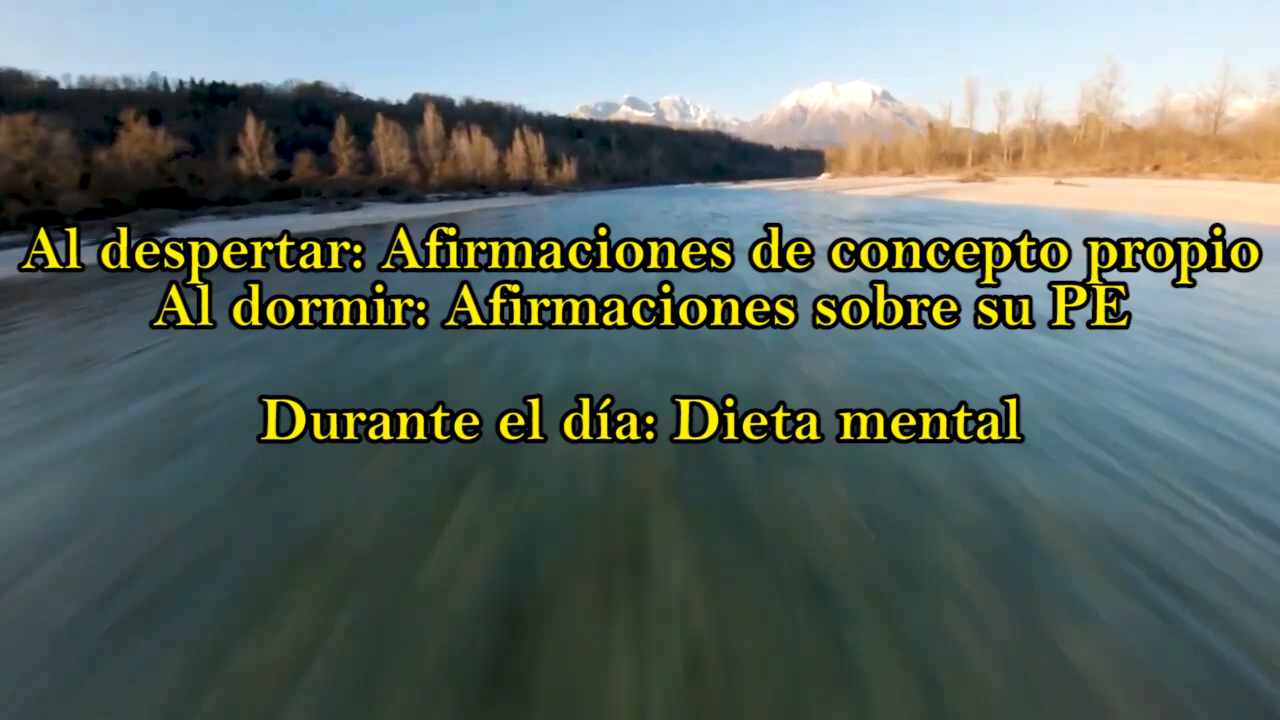 Al despertar: Afirmaciones de concepto propio
Al dormir: Afirmaciones sobre su PE
Durante el día: Dieta mental